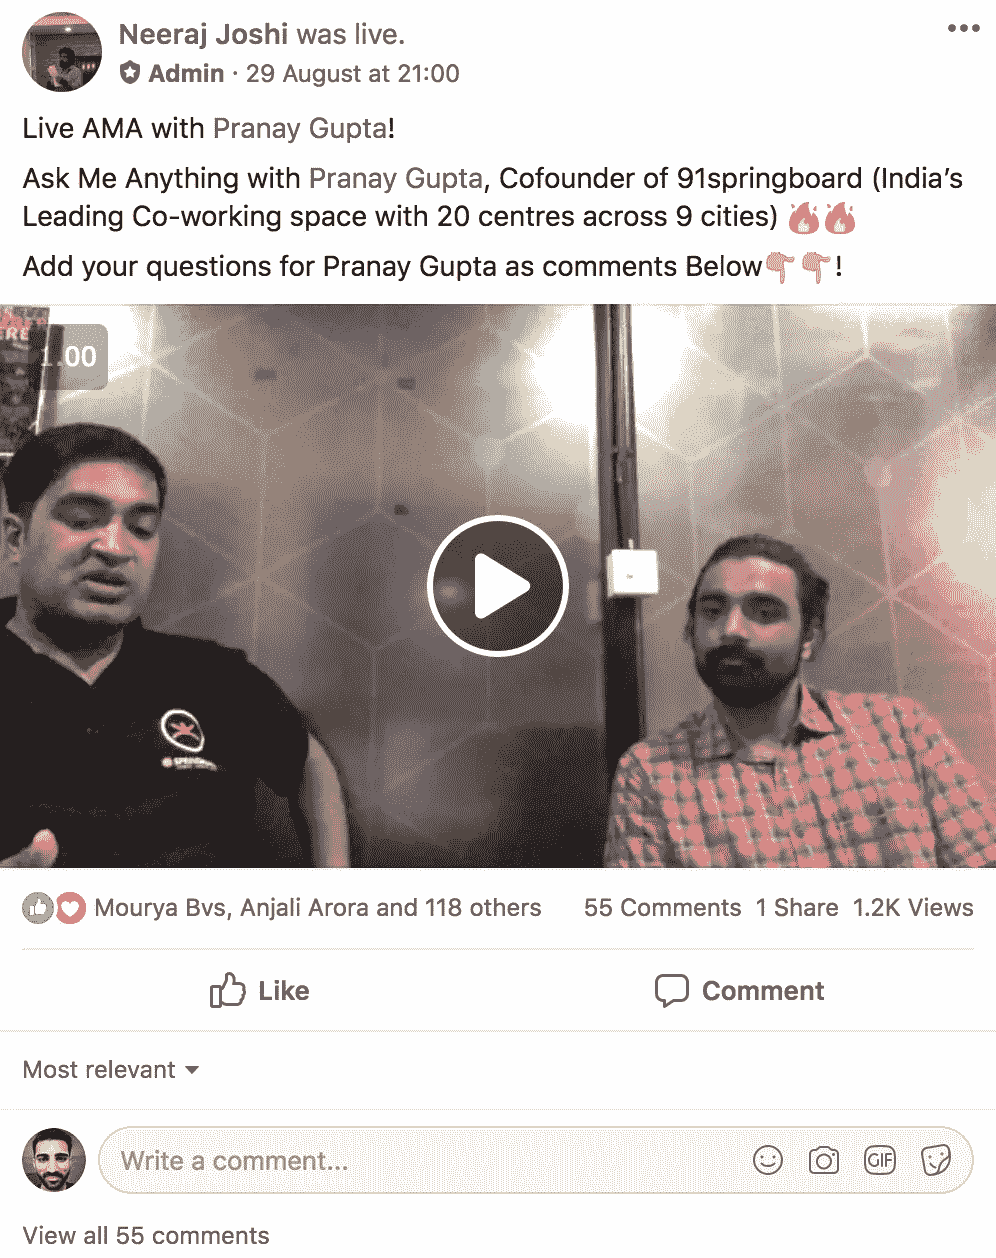 Neeraj Joshi was live.
Admin · 29 August at 21:00
Live AMA with Pranay Gupta!
Ask Me Anything with Pranay Gupta, Cofounder of 91springboard (India’s
Leading Co-working space with 20 centres across 9 cities) 🔥🔥
Add your questions for Pranay Gupta as comments Below👇👇!
RE
1.00
Mourya Bvs, Anjali Arora and 118 others 55 Comments 1 Share 1.2K Views
Like Comment
Most relevant
Write a comment... GIF
View all 55 comments